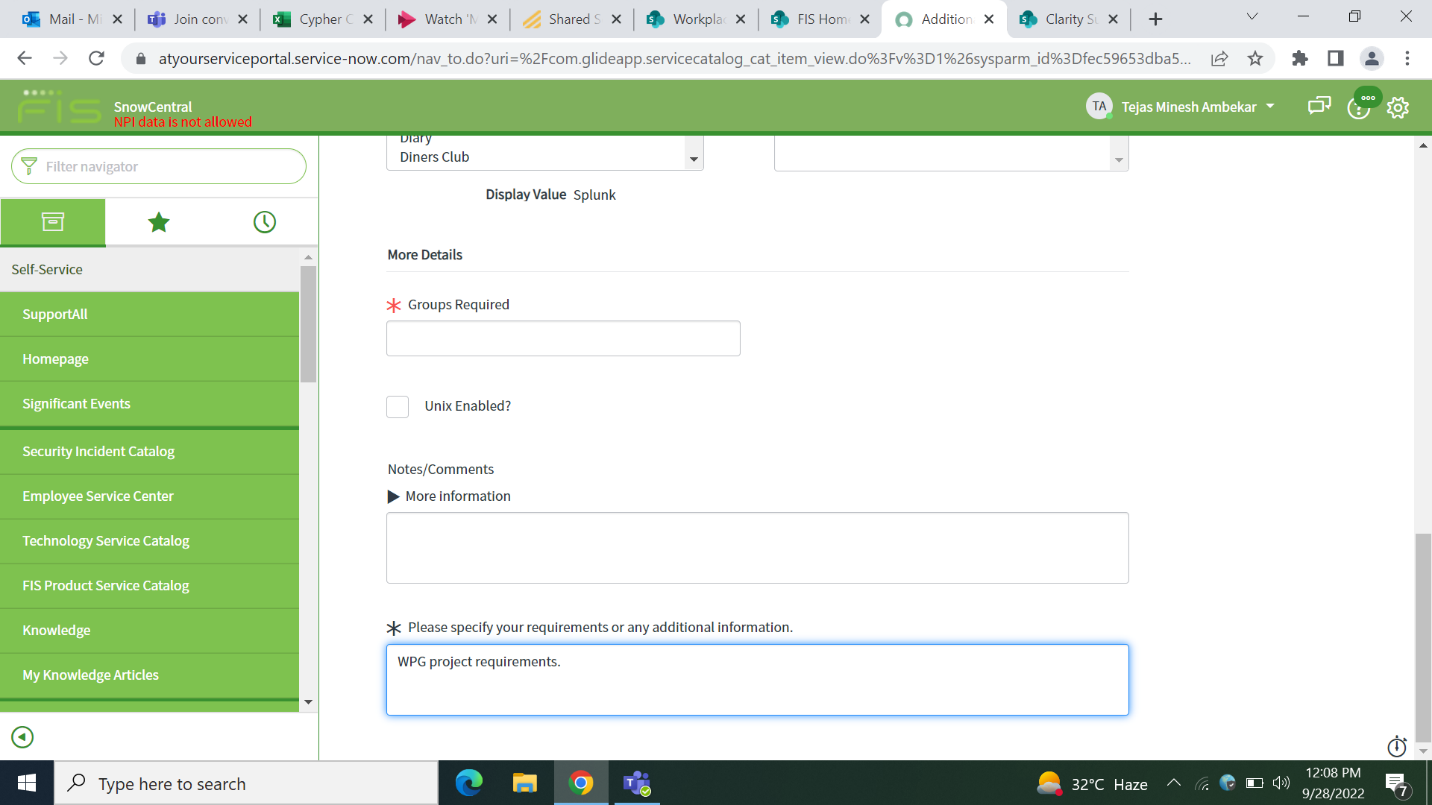 Mail - Mi
Join conv
Cypher C
Watch 'M
Shared S
Workplac
FIS Home
Addition
Clarity Su
atyourserviceportal.service-now.com/nav_to.do?uri=%2Fcom.glideapp.servicecatalog_cat_item_view.do%3Fv%3D1%26sysparm_id%3Dfec59653dba5...
FIS
SnowCentral
NPI data is not allowed
TA
Tejas Minesh Ambekar
Filter navigator
Self-Service
SupportAll
Homepage
Significant Events
Security Incident Catalog
Employee Service Center
Technology Service Catalog
FIS Product Service Catalog
Knowledge
My Knowledge Articles
Diary
Diners Club
Display Value Splunk
More Details
* Groups Required
Unix Enabled?
Notes/Comments
More information
* Please specify your requirements or any additional information.
WPG project requirements.
Type here to search
32°C Haze
12:08 PM
9/28/2022
7